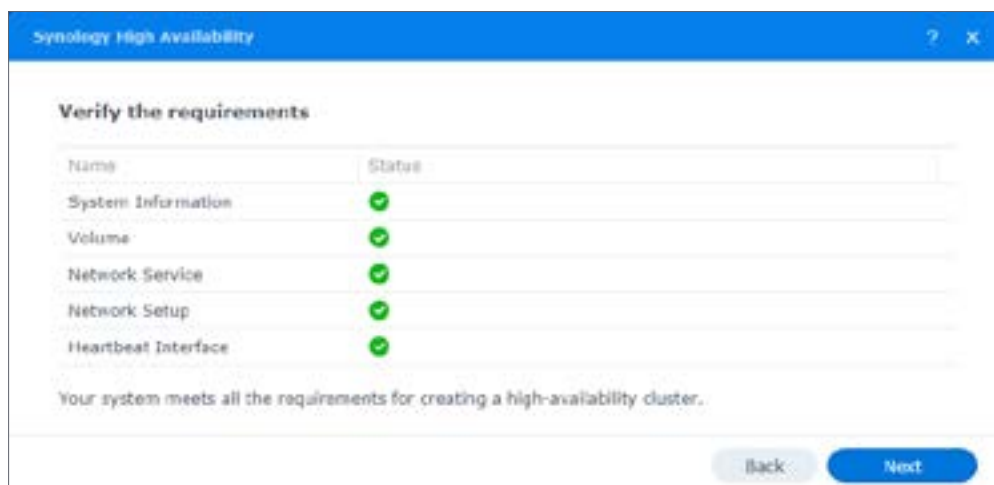 Synology High Availability
Verify the requirements
Name Status
System Information
Volume
Network Service
Network Setup
Heartbeat Interface
Your system meets all the requirements for creating a high-availability cluster.
Back Next